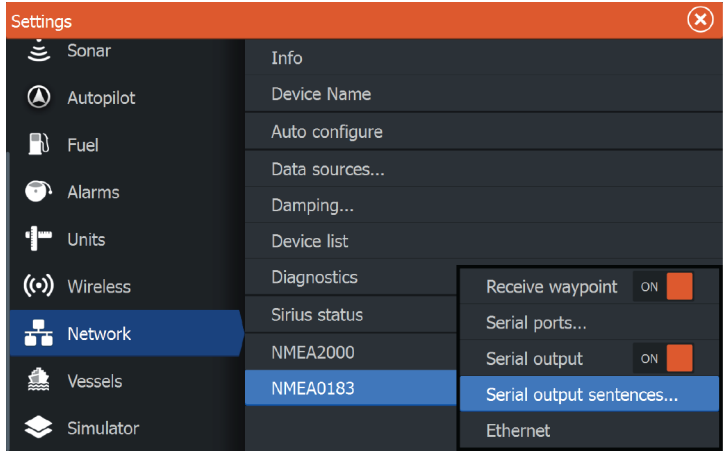 Settings
Sonar
Autopilot
Fuel
Alarms
Units
Wireless
Network
Vessels
Simulator
Info
Device Name
Auto configure
Data sources...
Damping...
Device list
Diagnostics
Sirius status
NMEA2000
NMEA0183
Receive waypoint ON
Serial ports...
Serial output ON
Serial output sentences...
Ethernet